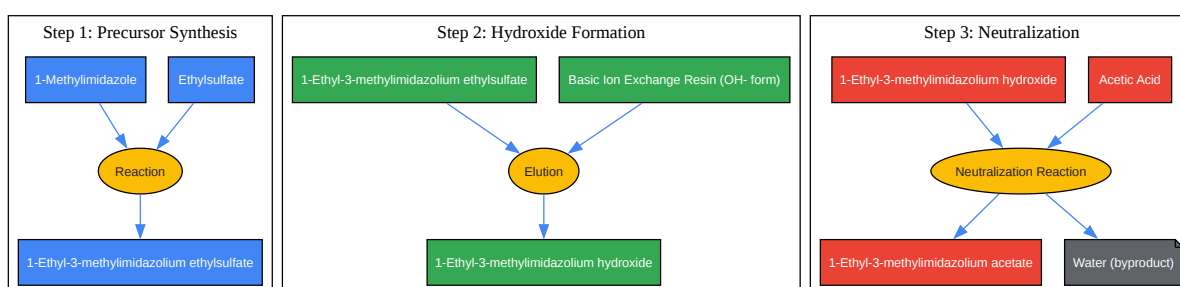 Step 1: Precursor Synthesis
1-Methylimidazole
Ethylsulfate
Reaction
1-Ethyl-3-methylimidazolium ethylsulfate
Step 2: Hydroxide Formation
1-Ethyl-3-methylimidazolium ethylsulfate
Basic Ion Exchange Resin (OH- form)
Elution
1-Ethyl-3-methylimidazolium hydroxide
Step 3: Neutralization
1-Ethyl-3-methylimidazolium hydroxide
Acetic Acid
Neutralization Reaction
1-Ethyl-3-methylimidazolium acetate
Water (byproduct)